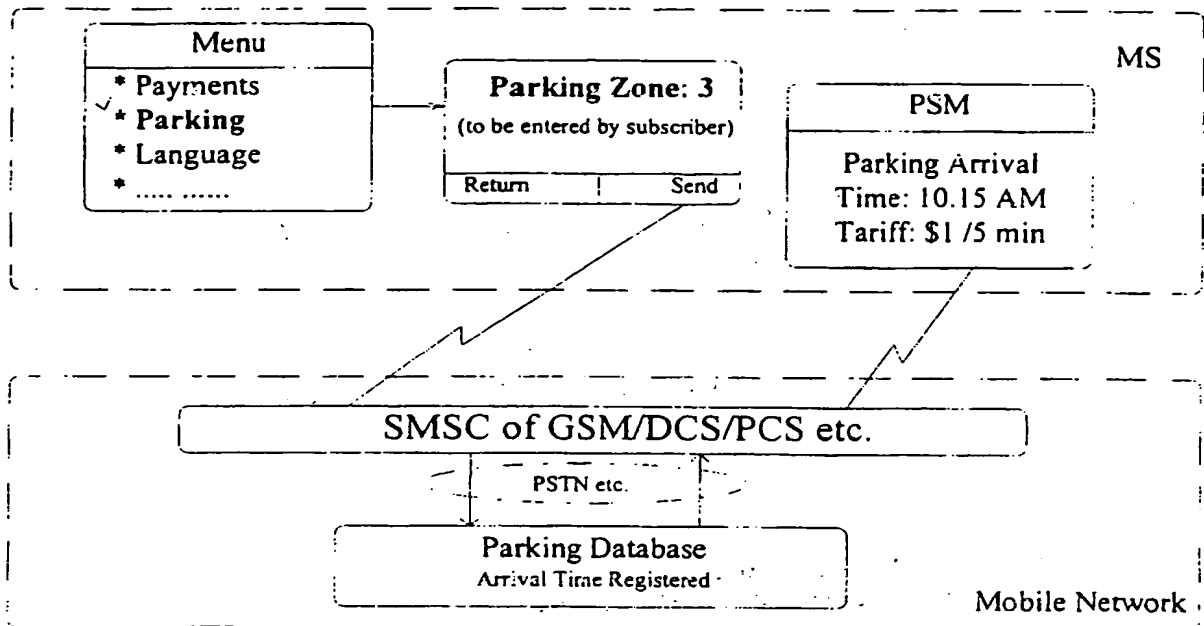 MS
Menu
* Payments
* Parking
* Language
* ..... ......
Parking Zone: 3
(to be entered by subscriber)
Return | Send
PSM
Parking Arrival
Time: 10.15 AM
Tariff: $1 /5 min
SMSC of GSM/DCS/PCS etc.
PSTN etc.
Parking Database
Arrival Time Registered
Mobile Network